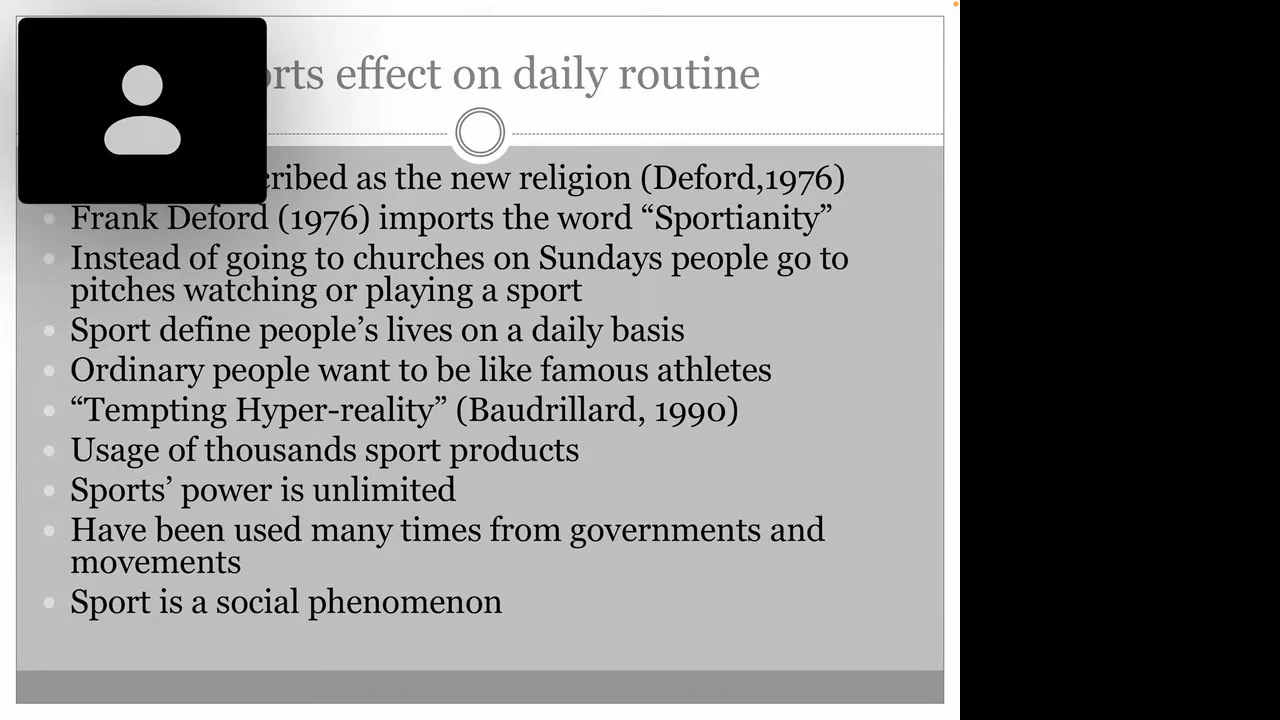 effect on daily routine
as the new religion (Deford,1976)
Frank Deford (1976) imports the word “Sportianity”
Instead of going to churches on Sundays people go to
pitches watching or playing a sport
Sport define people’s lives on a daily basis
Ordinary people want to be like famous athletes
“Tempting Hyper-reality” (Baudrillard, 1990)
Usage of thousands sport products
Sports’ power is unlimited
Have been used many times from governments and
movements
Sport is a social phenomenon